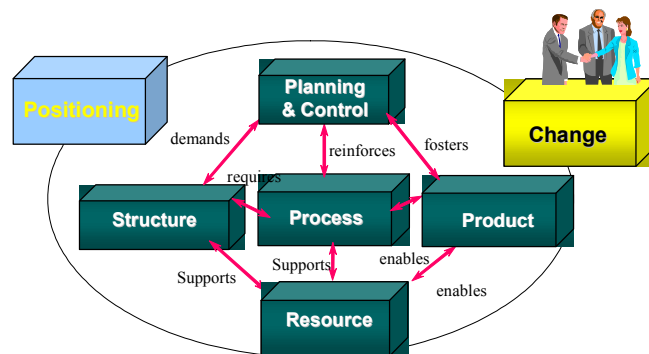 Planning
& Control
Positioning
Change
demands
reinforces
fosters
requires
Structure
Process
Product
Supports
Supports
enables
enables
Resource